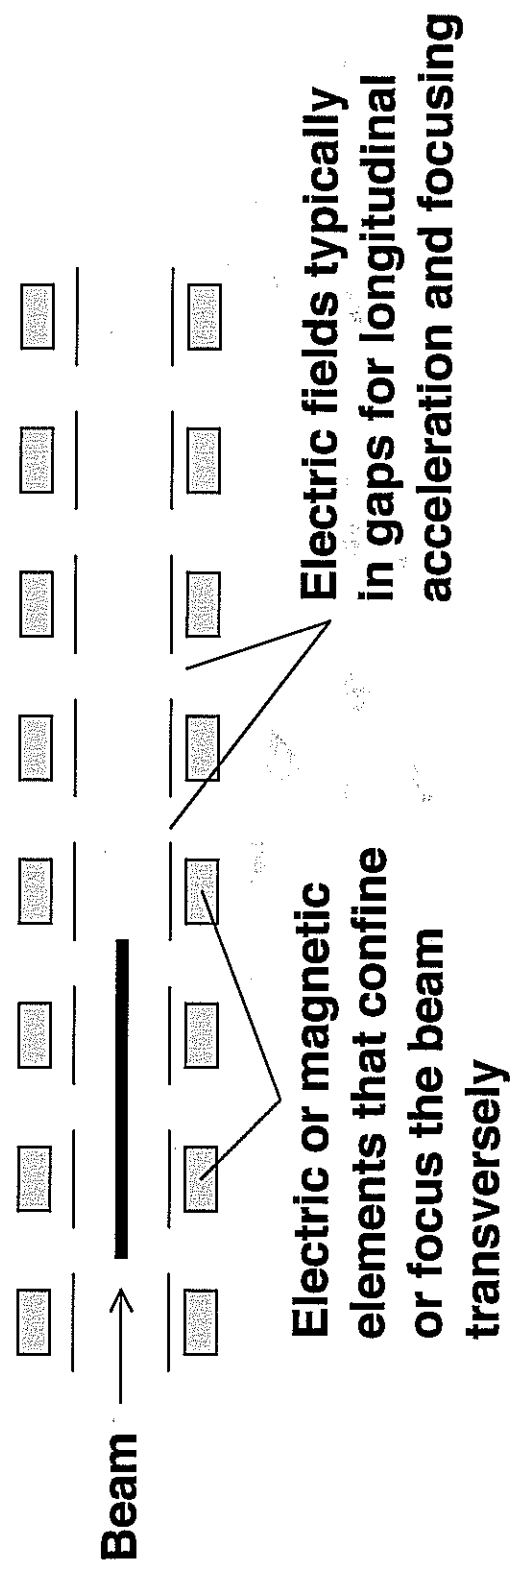 Beam
Electric or magnetic
elements that confine
or focus the beam
transversely
Electric fields typically
in gaps for longitudinal
acceleration and focusing